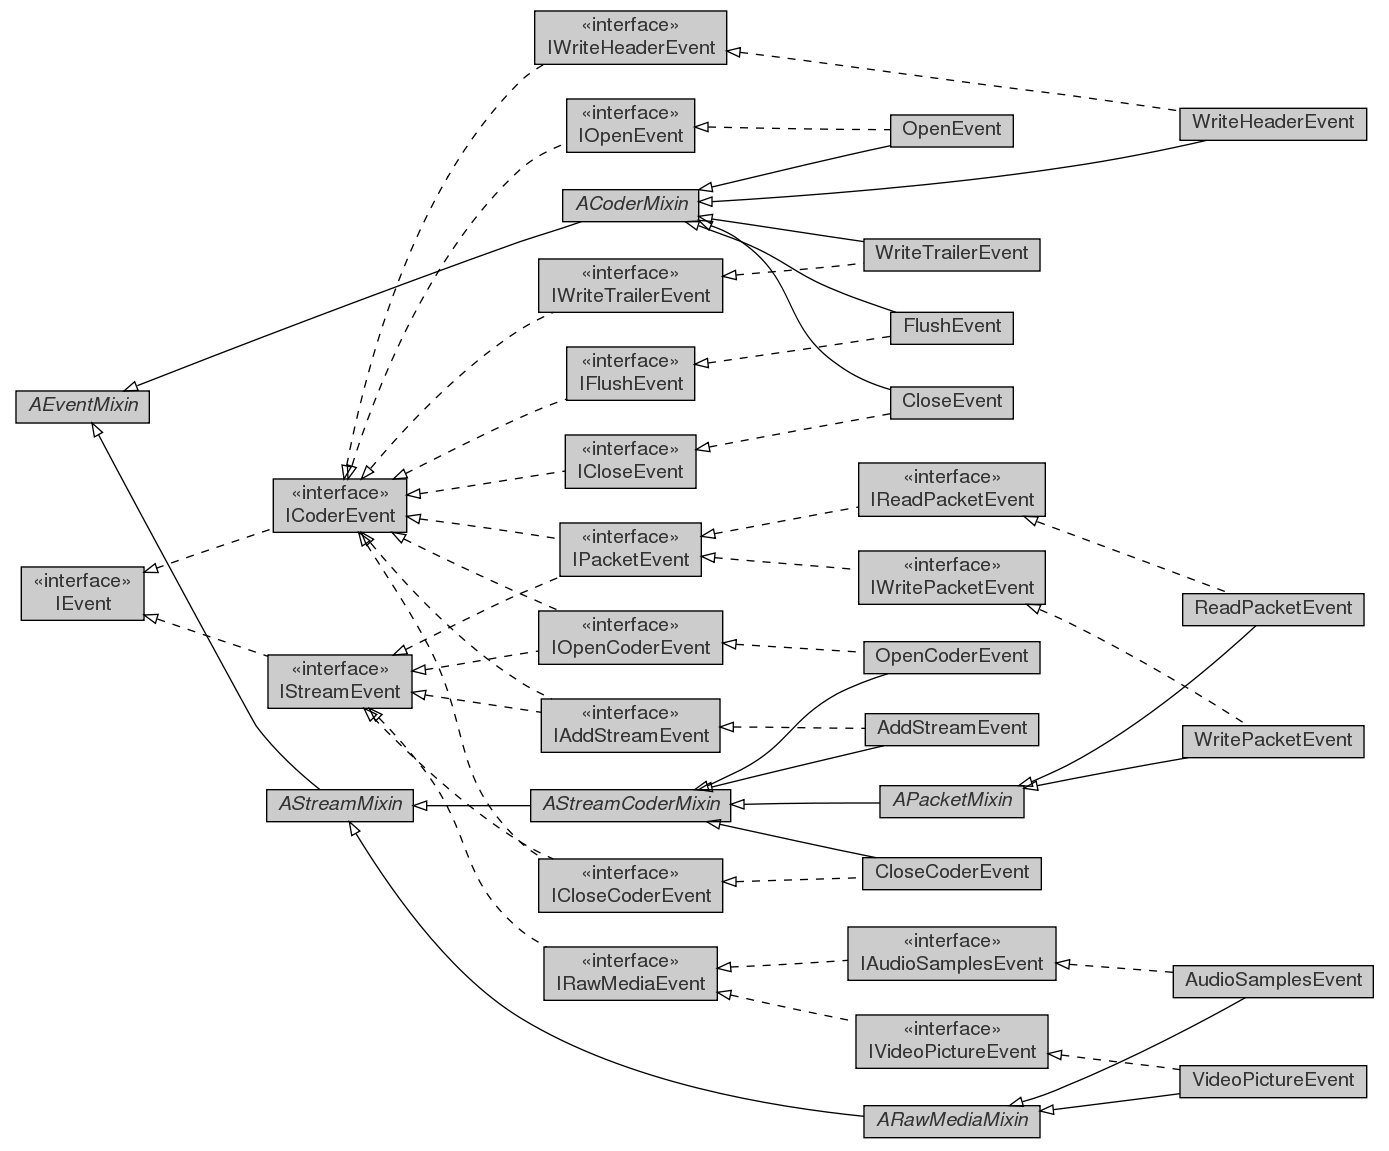 «interface»
IWriteHeaderEvent
«interface»
IOpenEvent
OpenEvent
WriteHeaderEvent
ACoderMixin
WriteTrailerEvent
«interface»
IWriteTrailerEvent
FlushEvent
«interface»
IFlushEvent
AEventMixin
CloseEvent
«interface»
ICloseEvent
«interface»
IReadPacketEvent
«interface»
ICoderEvent
«interface»
IPacketEvent
«interface»
IWritePacketEvent
«interface»
IEvent
ReadPacketEvent
«interface»
IOpenCoderEvent
OpenCoderEvent
«interface»
IStreamEvent
«interface»
IAddStreamEvent
AddStreamEvent
WritePacketEvent
AStreamMixin
AStreamCoderMixin
APacketMixin
«interface»
ICloseCoderEvent
CloseCoderEvent
«interface»
IRawMediaEvent
«interface»
IAudioSamplesEvent
AudioSamplesEvent
«interface»
IVideoPictureEvent
VideoPictureEvent
ARawMediaMixin